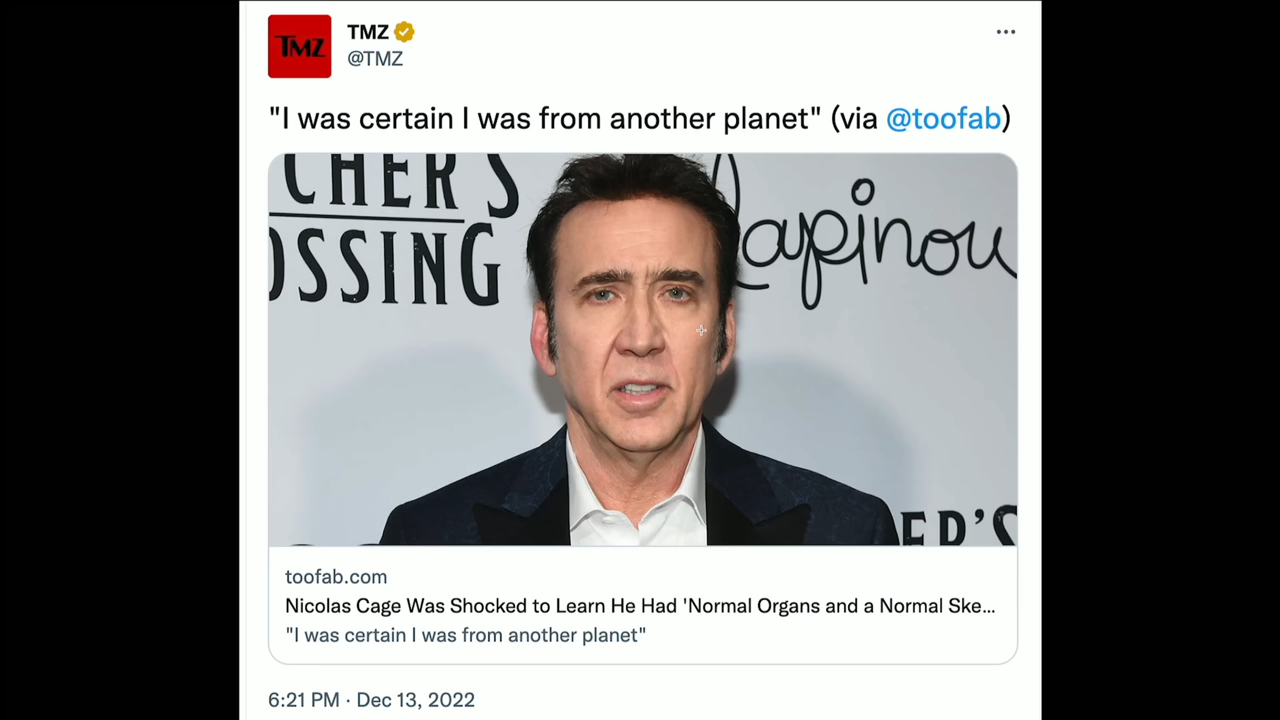 TMZ
TMZ
@TMZ
"I was certain I was from another planet" (via @toofab)
CHER'S
OSSING
lapinou
ER'S
toofab.com
Nicolas Cage Was Shocked to Learn He Had 'Normal Organs and a Normal Ske...
"I was certain I was from another planet"
6:21 PM · Dec 13, 2022